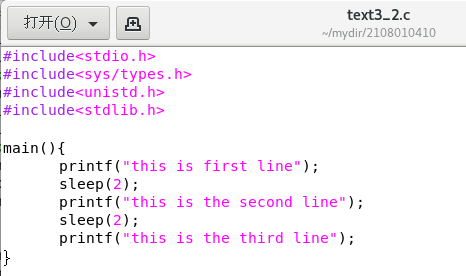 打开(O)
text3_2.c
~/mydir/2108010410
#include<stdio.h>
#include<sys/types.h>
#include<unistd.h>
#include<stdlib.h>

main(){
      printf("this is first line");
      sleep(2);
      printf("this is the second line");
      sleep(2);
      printf("this is the third line");
}